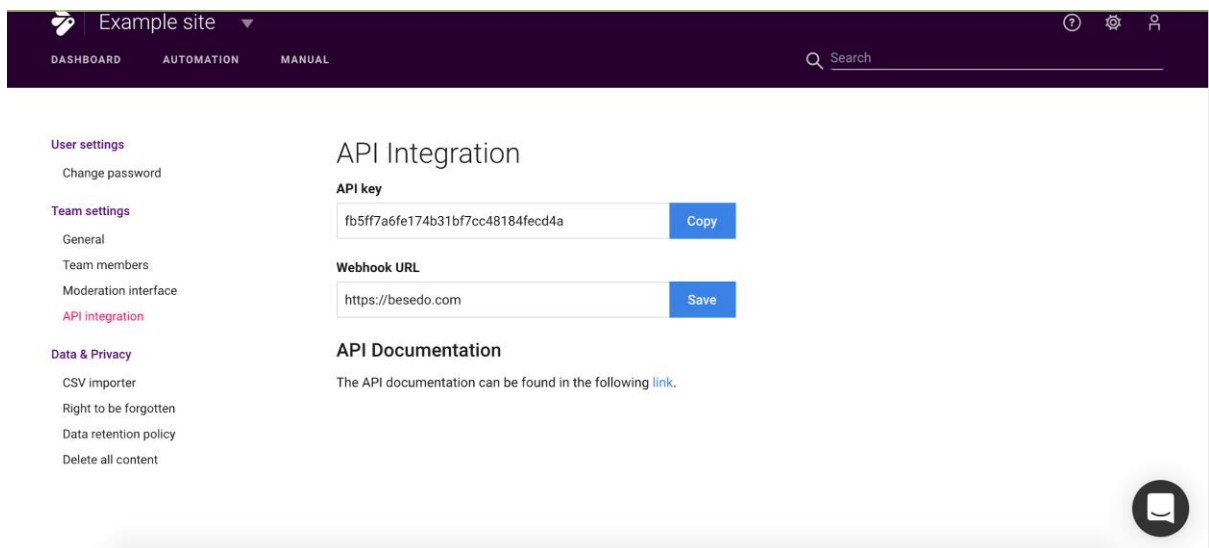 Example site
DASHBOARD AUTOMATION MANUAL
Search
User settings
Change password
Team settings
General
Team members
Moderation interface
API integration
Data & Privacy
CSV importer
Right to be forgotten
Data retention policy
Delete all content
API Integration
API key
fb5ff7a6fe174b31bf7cc48184fecd4a Copy
Webhook URL
https://besedo.com Save
API Documentation
The API documentation can be found in the following link.